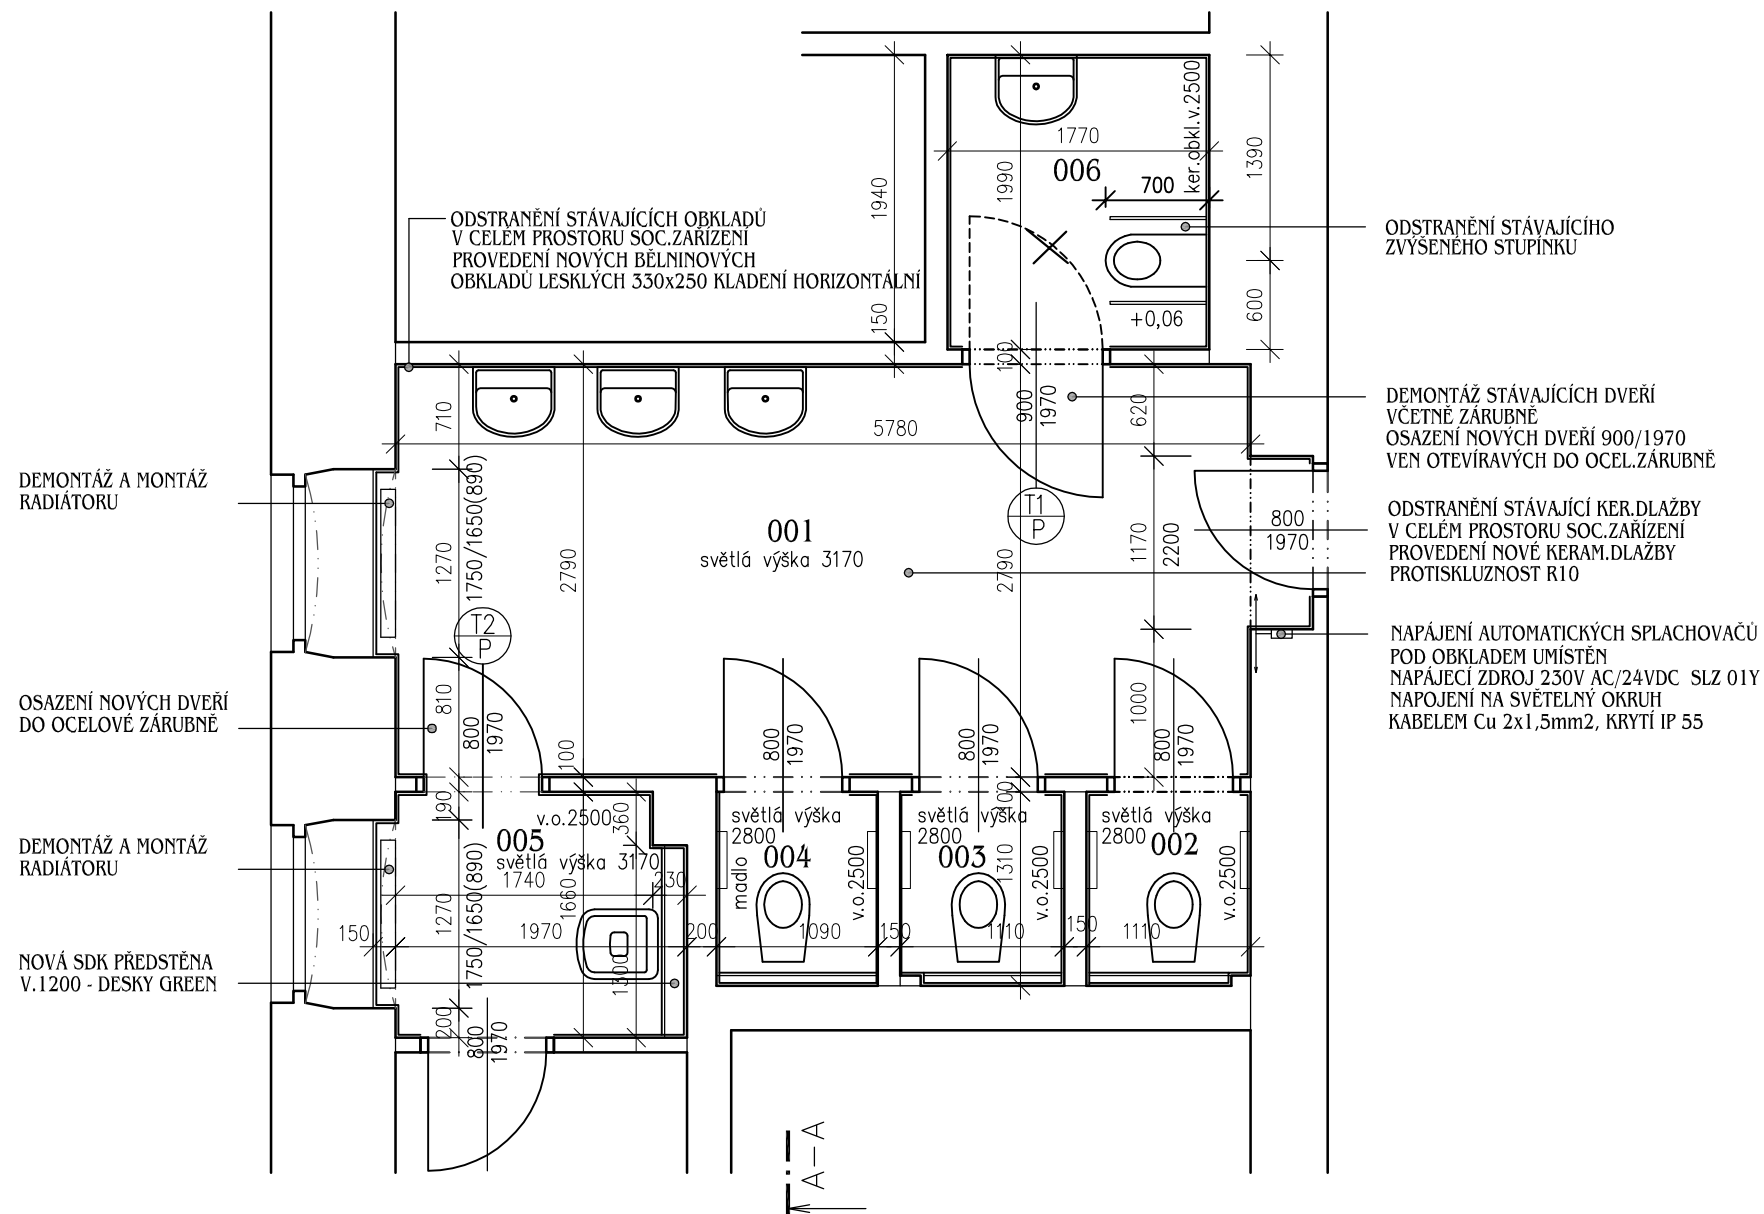 1770
006
1990
700
ker.obkl.v.2500
1390
1940
150
600
+0,06
100
ODSTRANĚNÍ STÁVAJÍCÍCH OBKLADŮ
V CELÉM PROSTORU SOC.ZAŘÍZENÍ
PROVEDENÍ NOVÝCH BĚLNINOVÝCH
OBKLADŮ LESKLÝCH 330x250 KLADENÍ HORIZONTÁLNÍ
ODSTRANĚNÍ STÁVAJÍCÍHO
ZVÝŠENÉHO STUPÍNKU
DEMONTÁŽ STÁVAJÍCÍCH DVEŘÍ
VČETNĚ ZÁRUBNĚ
OSAZENÍ NOVÝCH DVEŘÍ 900/1970
VEN OTEVÍRAVÝCH DO OCEL.ZÁRUBNĚ
710
5780
900
1970
620
DEMONTÁŽ A MONTÁŽ
RADIÁTORU
1270
1750/1650(890)
2790
001
světlá výška 3170
T1
P
2790
1170
2200
800
1970
ODSTRANĚNÍ STÁVAJÍCÍ KER.DLAŽBY
V CELÉM PROSTORU SOC.ZAŘÍZENÍ
PROVEDENÍ NOVÉ KERAM.DLAŽBY
PROTISKLUZNOST R10
T2
P
NAPÁJENÍ AUTOMATICKÝCH SPLACHOVAČŮ
POD OBKLADEM UMÍSTĚN
NAPÁJECÍ ZDROJ 230V AC/24VDC SLZ 01Y
NAPOJENÍ NA SVĚTELNÝ OKRUH
KABELEM Cu 2x1,5mm2, KRYTÍ IP 55
OSAZENÍ NOVÝCH DVEŘÍ
DO OCELOVÉ ZÁRUBNĚ
810
800
1970
100
800
1970
800
1970
1000
800
1970
190
v.o.2500
360
005
světlá výška 3170
1740
230
světlá výška
2800
004
madlo
v.o.2500
světlá výška
2800
003
100
1310
v.o.2500
světlá výška
2800
002
v.o.2500
DEMONTÁŽ A MONTÁŽ
RADIÁTORU
1270
1750/1650(890)
1660
150
1970
200
1090
150
1110
150
1110
NOVÁ SDK PŘEDSTĚNA
V.1200 - DESKY GREEN
1300
200
800
1970
A-A